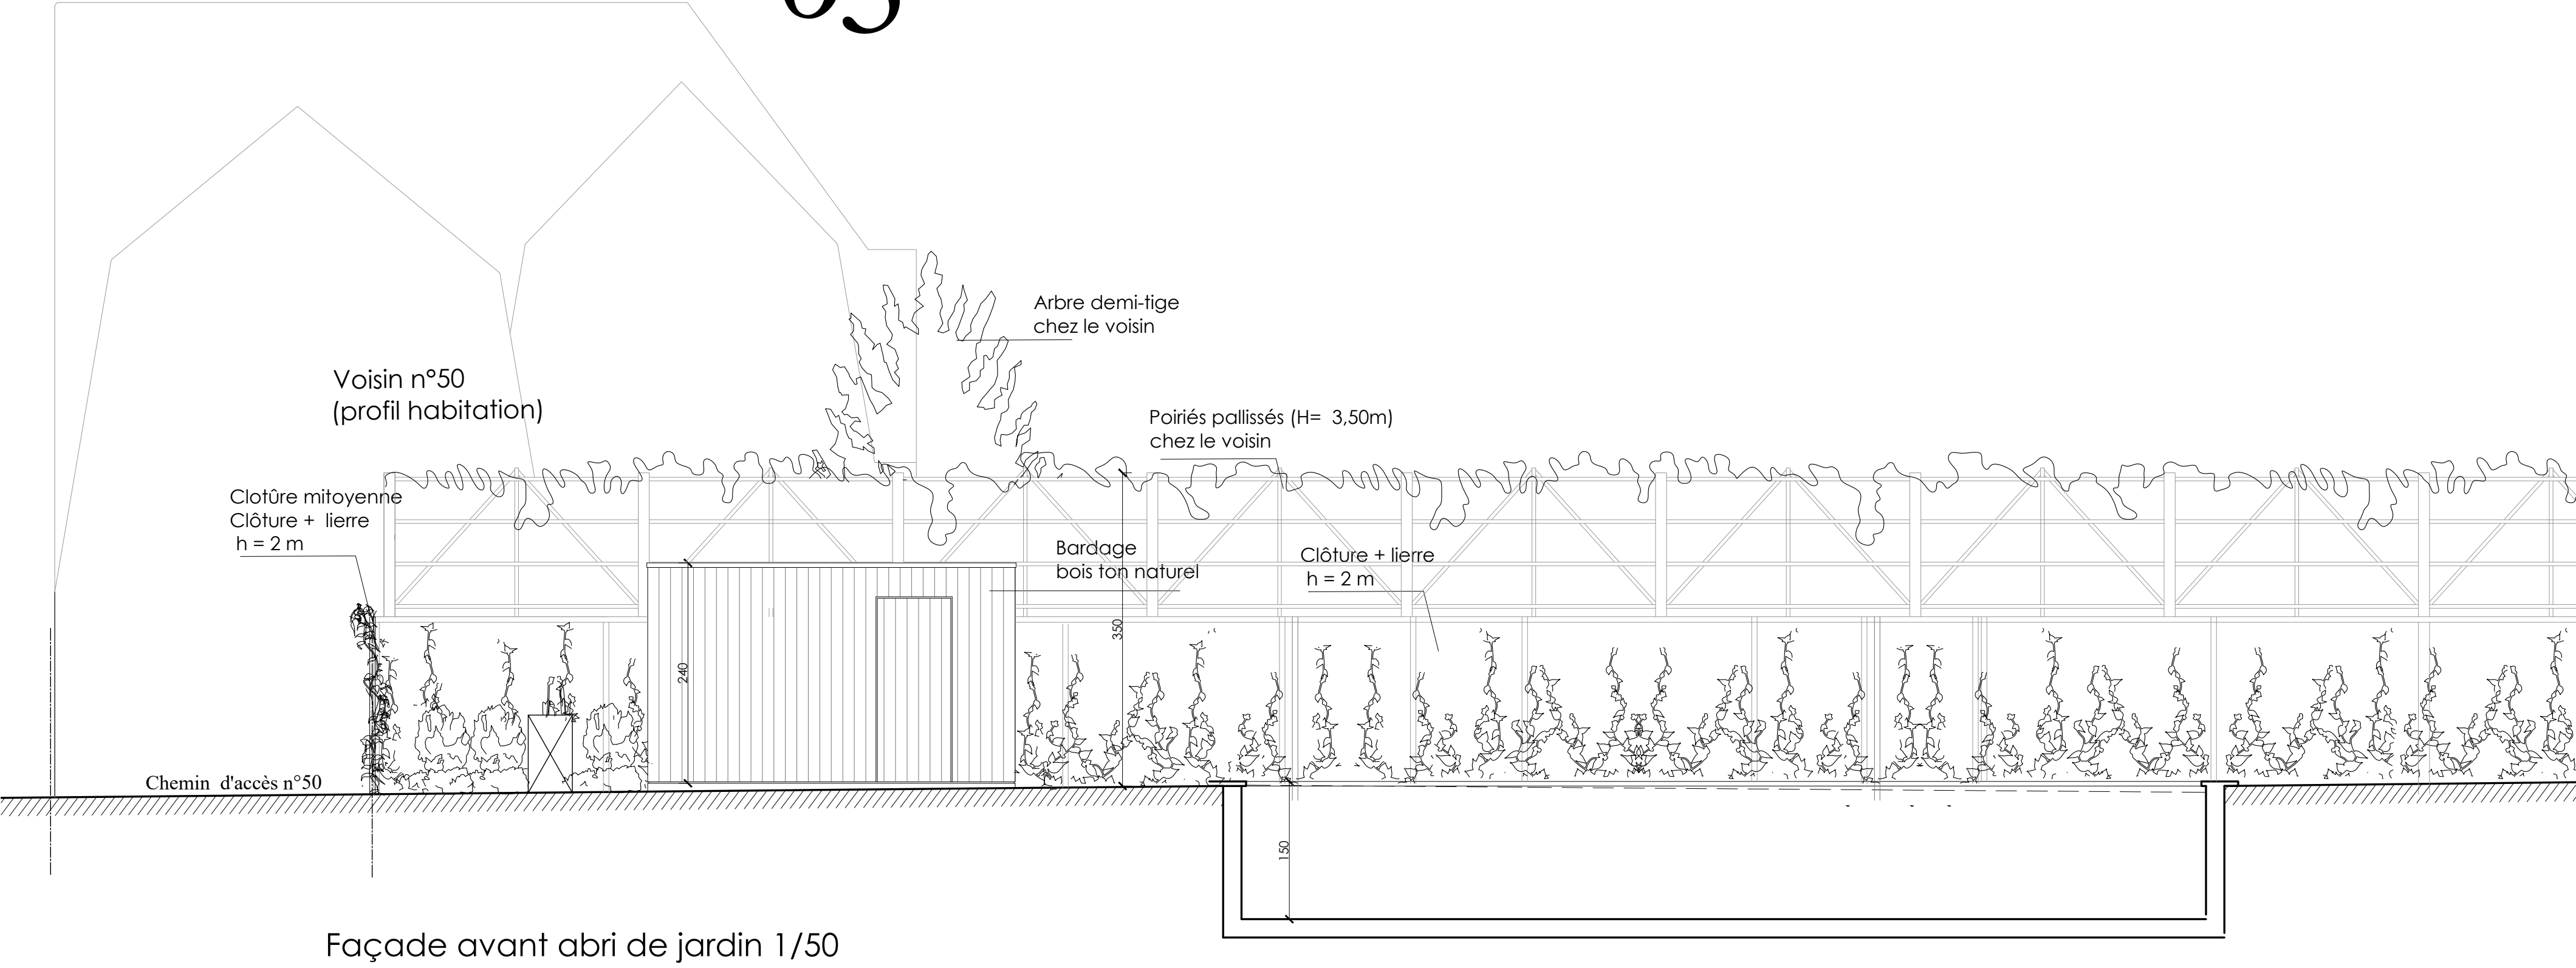 Arbre demi-tige
chez le voisin
Voisin n°50
(profil habitation)
Poiriés pallissés (H= 3,50m)
chez le voisin
Clotûre mitoyenne
Clôture + lierre
h = 2 m
Bardage
bois ton naturel
Clôture + lierre
h = 2 m
350
240
Chemin d'accès n°50
150
Façade avant abri de jardin 1/50